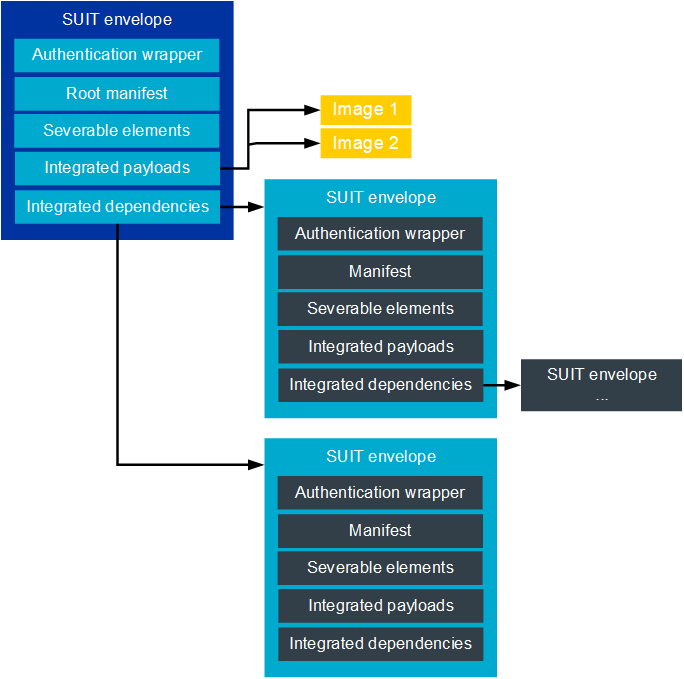 SUIT envelope
Authentication wrapper
Root manifest
Severable elements
Integrated payloads
Integrated dependencies
Image 1
Image 2
SUIT envelope
Authentication wrapper
Manifest
Severable elements
Integrated payloads
Integrated dependencies
SUIT envelope
...
SUIT envelope
Authentication wrapper
Manifest
Severable elements
Integrated payloads
Integrated dependencies